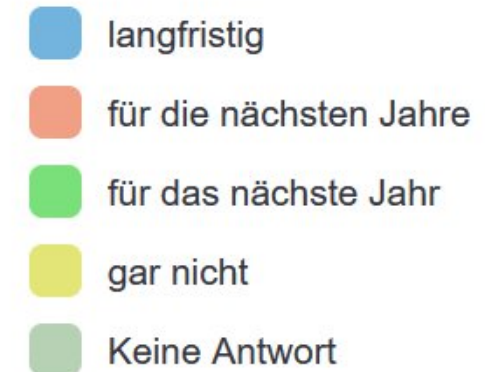 langfristig
für die nächsten Jahre
für das nächste Jahr
gar nicht
Keine Antwort